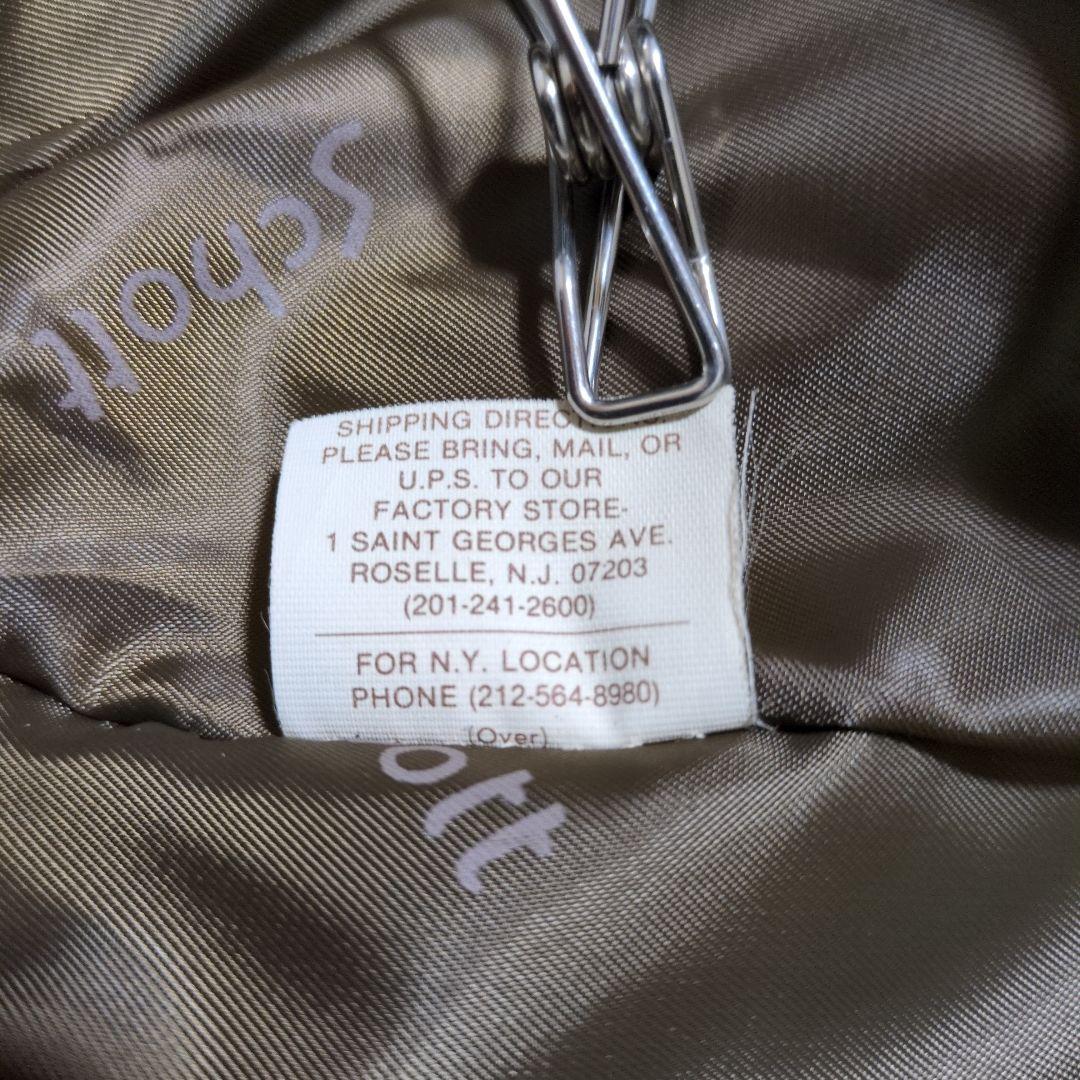 Schott
SHIPPING
PLEASE BRING, MAIL, OR
U.P.S. TO OUR
FACTORY STORE-
1 SAINT GEORGES AVE.
ROSELLE, N.J. 07203
(201-241-2600)
FOR N.Y. LOCATION
PHONE (212-564-8980)
(Over)
ott